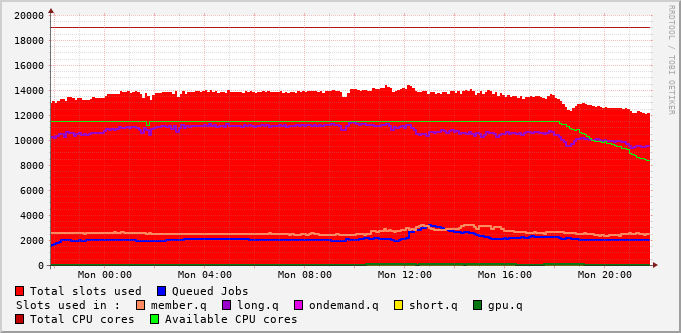 20000
18000
16000
14000
12000
10000
8000
6000
4000
2000
0
Mon 00:00 Mon 04:00 Mon 08:00 Mon 12:00 Mon 16:00 Mon 20:00
Total slots used Queued Jobs
Slots used in : member.q long.q ondemand.q short.q gpu.q
Total CPU cores Available CPU cores
RRDTOOL / TOBI OETIKER